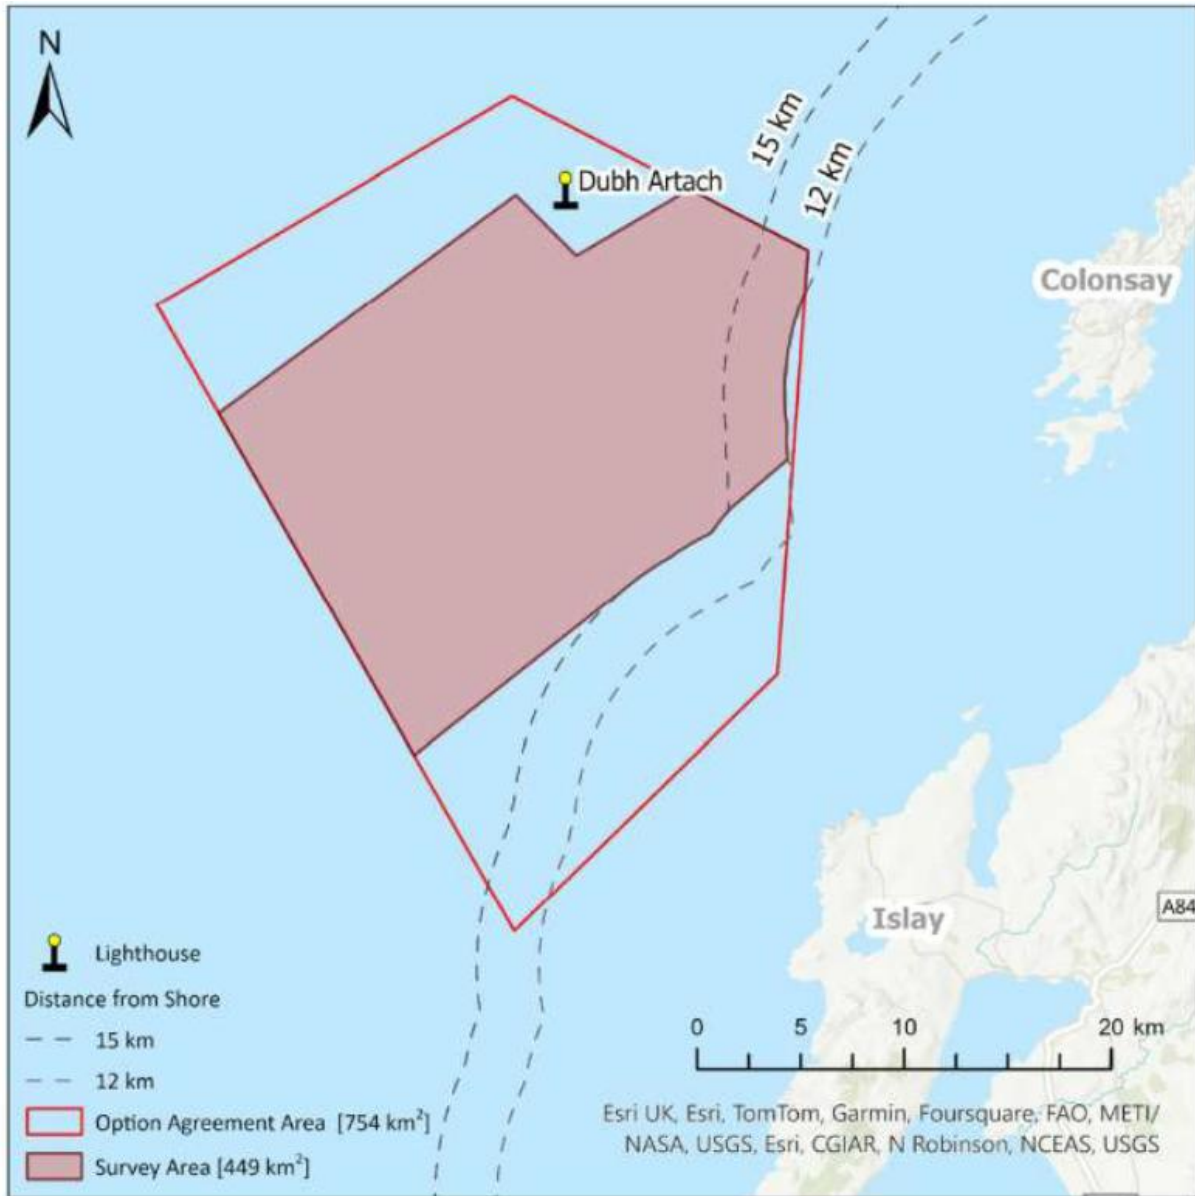 N
15 km
12 km
Dubh Artach
Colonsay
A84
Islay
Lighthouse
Distance from Shore
15 km
12 km
Option Agreement Area [754 km²]
Survey Area [449 km²]
0 5 10 20 km
Esri UK, Esri, TomTom, Garmin, Foursquare, FAO, METI/
NASA, USGS, Esri, CGIAR, N Robinson, NCEAS, USGS